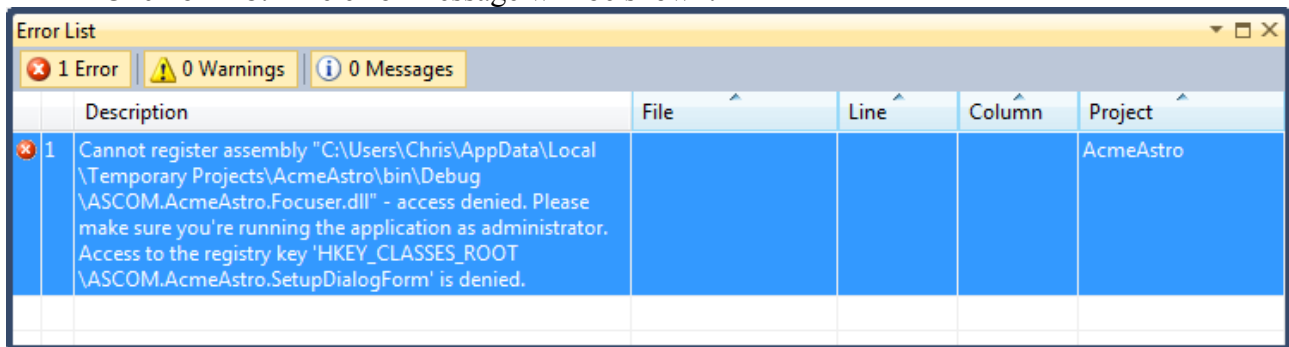 Error List
1 Error 0 Warnings 0 Messages
Description File Line Column Project
1 Cannot register assembly "C:\Users\Chris\AppData\Local AcmeAstro
\Temporary Projects\AcmeAstro\bin\Debug
\ASCOM.AcmeAstro.Focuser.dll" - access denied. Please
make sure you're running the application as administrator.
Access to the registry key 'HKEY_CLASSES_ROOT
\ASCOM.AcmeAstro.SetupDialogForm' is denied.